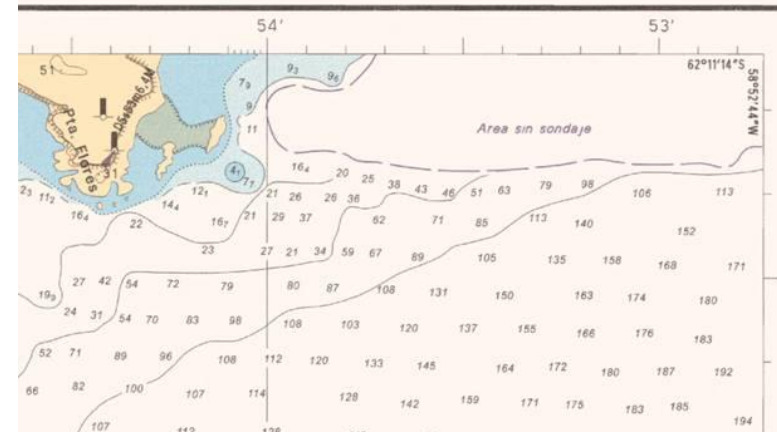 54' 53'
62°11'14"S
58°52'44"W
51
Pta. Flores
31
Area sin sondaje
7₉ 9₃ 9₆
9
11
4₁
7₁
16₄ 20 25 38 43 46 51 63 79 98 106 113
2₃ 11₂ 16₄ 14₄ 12₁ 21 26 26 36
22 16₇ 21 29 37 62 71 85 113 140 152
23 27 21 34 59 67 89 105 135 158 168 171
19₉ 27 42 54 72 79 80 87 108 131 150 163 174 180
24 31 54 70 83 98 108 103 120 137 155 166 176 183
52 71 89 96 108 112 120 133 145 164 172 180 187 192
66 82 100 107 114 128 142 159 171 175 183 185 194
107